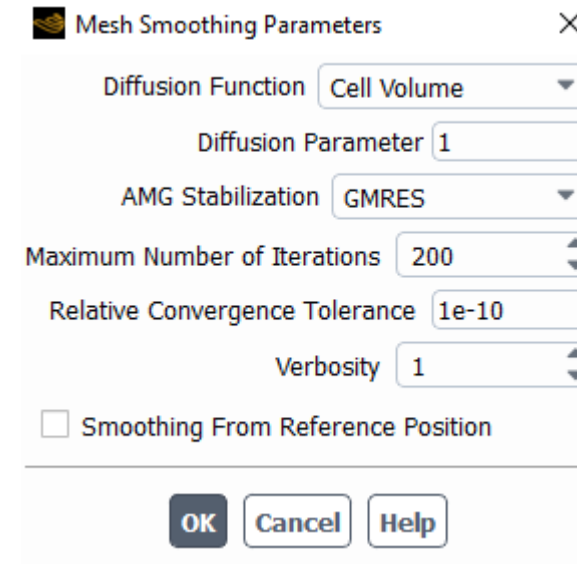 Mesh Smoothing Parameters
Diffusion Function Cell Volume
Diffusion Parameter 1
AMG Stabilization GMRES
Maximum Number of Iterations 200
Relative Convergence Tolerance 1e-10
Verbosity 1
Smoothing From Reference Position
OK Cancel Help